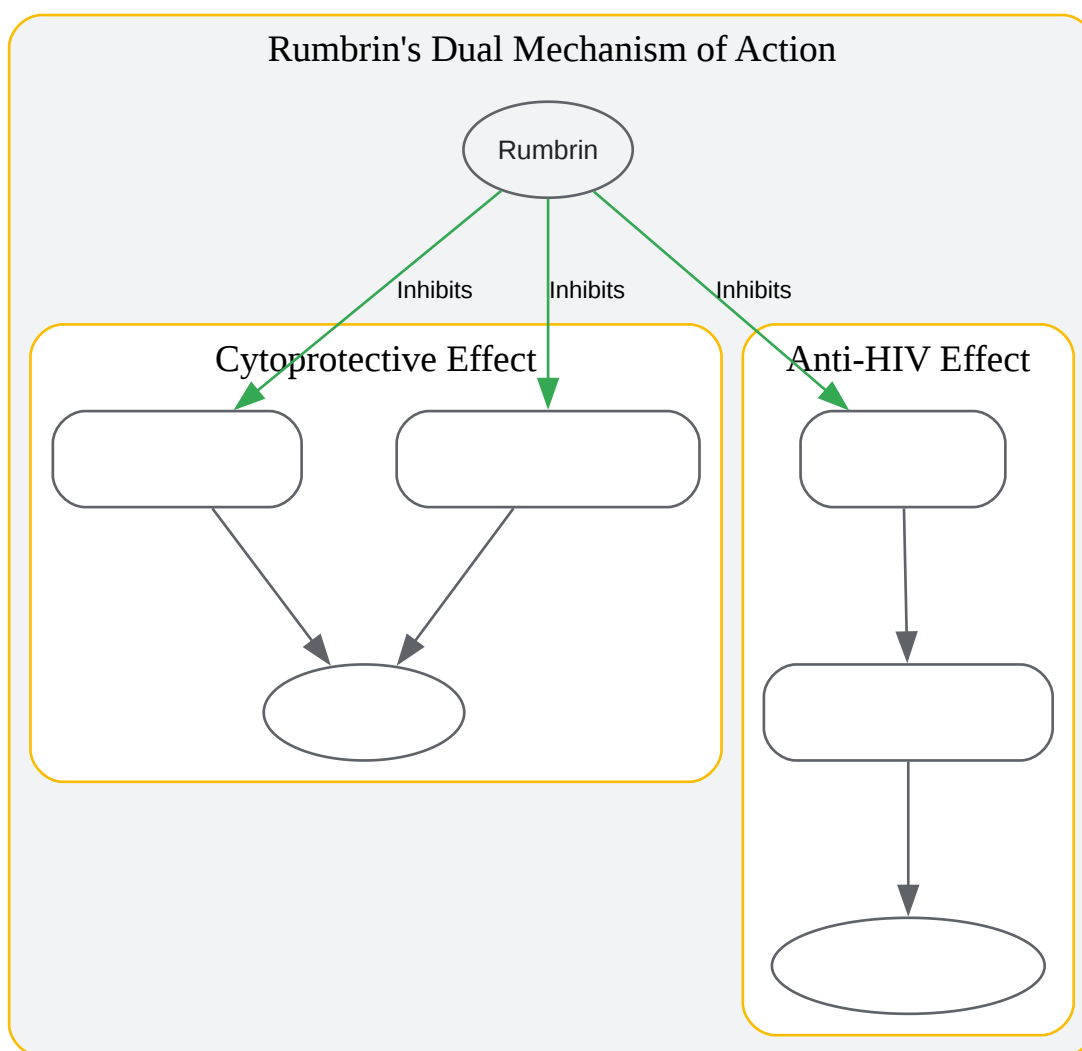 Rumbrin's Dual Mechanism of Action
Rumbrin
Inhibits
Inhibits
Inhibits
Cytoprotective Effect
Anti-HIV Effect